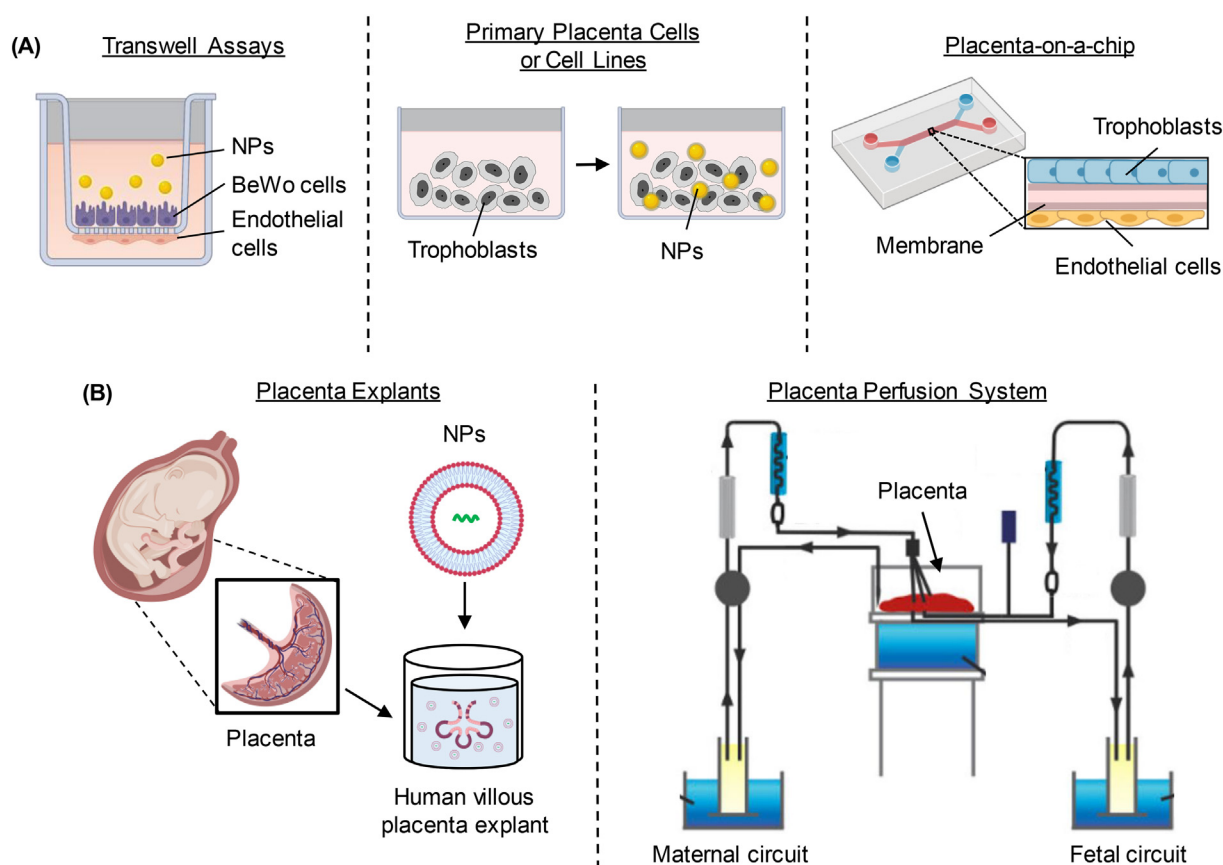 (A)
Transwell Assays
NPs
BeWo cells
Endothelial
cells
Primary Placenta Cells
or Cell Lines
Trophoblasts
NPs
Placenta-on-a-chip
Trophoblasts
Membrane
Endothelial cells
(B)
Placenta Explants
NPs
Placenta
Human villous
placenta explant
Placenta Perfusion System
Placenta
Maternal circuit
Fetal circuit